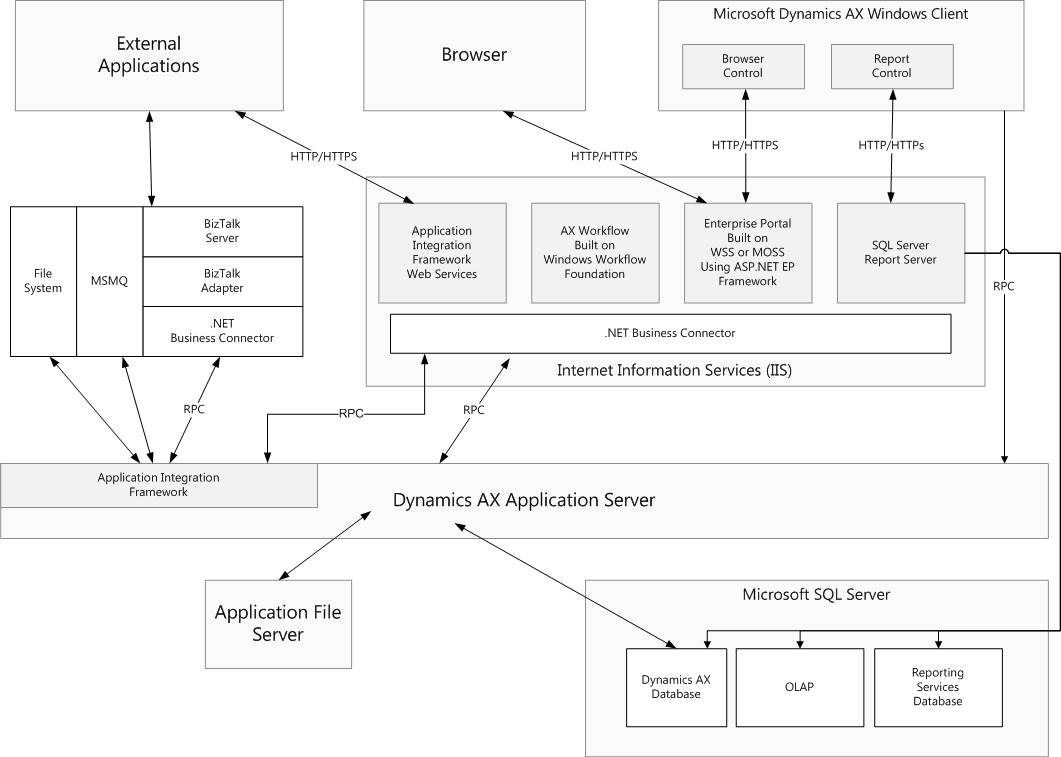 External
Applications
Browser
Microsoft Dynamics AX Windows Client
Browser
Control
Report
Control
HTTP/HTTPS
HTTP/HTTPS
HTTP/HTTPS
HTTP/HTTPs
File
System
MSMQ
BizTalk
Server
BizTalk
Adapter
.NET
Business Connector
Application
Integration
Framework
Web Services
AX Workflow
Built on
Windows Workflow
Foundation
Enterprise Portal
Built on
WSS or MOSS
Using ASP.NET EP
Framework
SQL Server
Report Server
RPC
.NET Business Connector
Internet Information Services (IIS)
RPC
RPC
RPC
Application Integration
Framework
Dynamics AX Application Server
Application File
Server
Microsoft SQL Server
Dynamics AX
Database
OLAP
Reporting
Services
Database